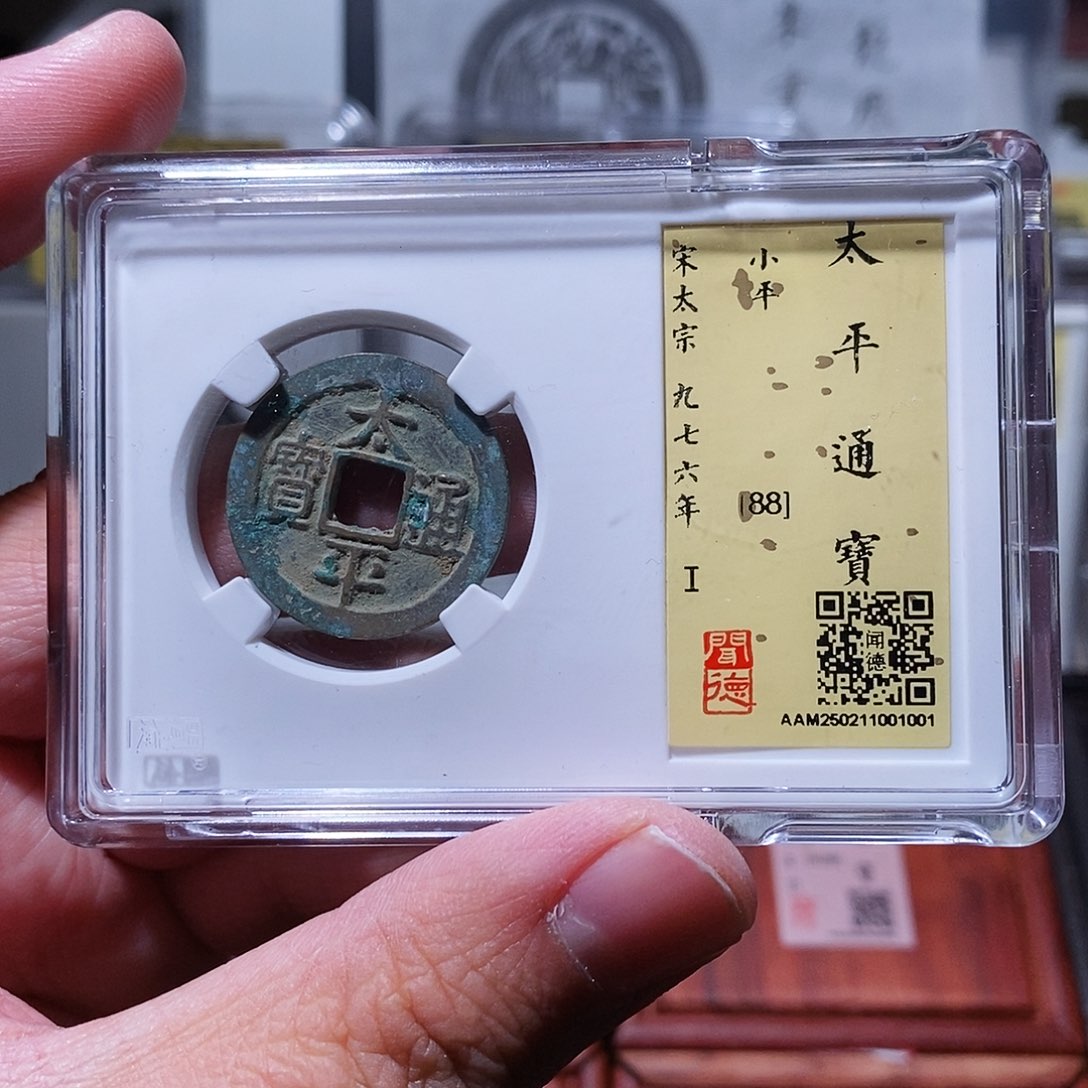 太平通寶
太平通寶
小平
[88]
宋太宗 九七六年 I
聞德
闻德
AAM250211001001